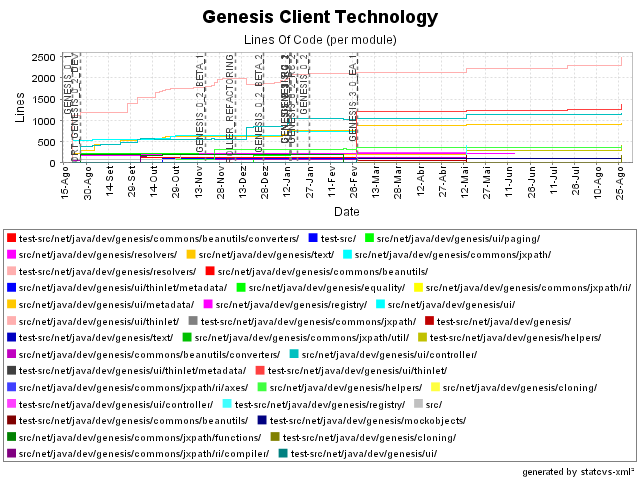 Genesis Client Technology
Lines Of Code (per module)
Lines
2500
2000
1500
1000
500
0
GENESIS_0_1
GENESIS_0_2_DEV
GENESIS_0_2_BETA_1
GENESIS_0_2_BETA_2
GENESIS_3_0_EA_1
15-Ago 30-Ago 14-Set 29-Set 14-Out 29-Out 13-Nov 28-Nov 13-Dez 28-Dez 12-Jan 27-Jan 11-Fev 26-Fev 13-Mar 28-Mar 12-Abr 27-Abr 12-Mai 27-Mai 11-Jun 26-Jun 11-Jul 26-Jul 10-Ago 25-Ago
Date
test-src/net/java/dev/genesis/commons/beanutils/converters/ test-src/ src/net/java/dev/genesis/ui/paging/
src/net/java/dev/genesis/resolvers/ src/net/java/dev/genesis/text/ src/net/java/dev/genesis/commons/jxpath/
test-src/net/java/dev/genesis/resolvers/ src/net/java/dev/genesis/commons/beanutils/
src/net/java/dev/genesis/ui/thinlet/metadata/ src/net/java/dev/genesis/equality/ src/net/java/dev/genesis/commons/jxpath/ri/
src/net/java/dev/genesis/ui/metadata/ src/net/java/dev/genesis/registry/ src/net/java/dev/genesis/ui/
src/net/java/dev/genesis/ui/thinlet/ test-src/net/java/dev/genesis/commons/jxpath/ test-src/net/java/dev/genesis/
test-src/net/java/dev/genesis/text/ src/net/java/dev/genesis/commons/jxpath/util/ test-src/net/java/dev/genesis/helpers/
src/net/java/dev/genesis/commons/beanutils/converters/ src/net/java/dev/genesis/ui/controller/
test-src/net/java/dev/genesis/ui/thinlet/metadata/ test-src/net/java/dev/genesis/ui/thinlet/
src/net/java/dev/genesis/commons/jxpath/ri/axes/ src/net/java/dev/genesis/helpers/ src/net/java/dev/genesis/cloning/
test-src/net/java/dev/genesis/ui/controller/ test-src/net/java/dev/genesis/registry/ src/
test-src/net/java/dev/genesis/commons/beanutils/ test-src/net/java/dev/genesis/mockobjects/
src/net/java/dev/genesis/commons/jxpath/functions/ test-src/net/java/dev/genesis/cloning/
src/net/java/dev/genesis/commons/jxpath/ri/compiler/ test-src/net/java/dev/genesis/ui/
generated by statcvs-xml²